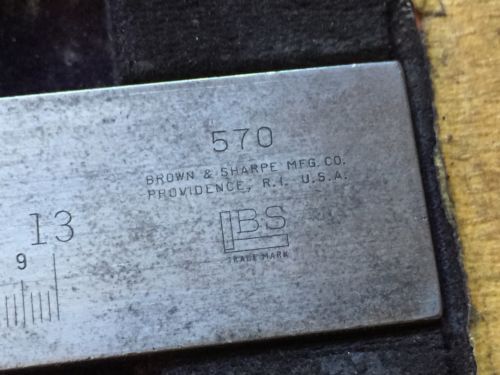 570
BROWN & SHARPE MFG. CO.
PROVIDENCE, R.I. U.S.A.
13
9
BS
TRADE MARK